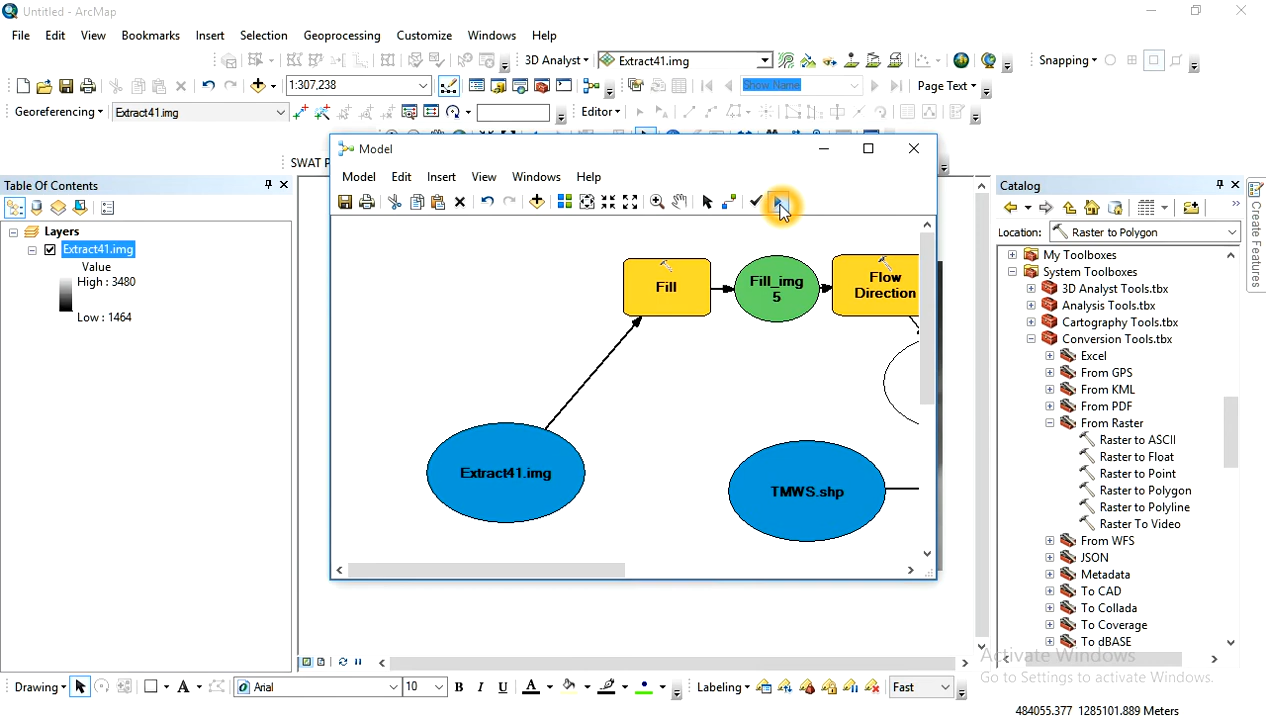 Untitled - ArcMap
File Edit View Bookmarks Insert Selection Geoprocessing Customize Windows Help
3D Analyst Extract41.img Snapping
1:307,238 Show Name Page Text
Georeferencing Extract41.img Editor
SWAT P
Model
Model Edit Insert View Windows Help
Fill
Fill_img
5
Flow
Direction
Extract41.img
TMWS.shp
Table Of Contents
Layers
Extract41.img
Value
High : 3480
Low : 1464
Catalog
Location: Raster to Polygon
My Toolboxes
System Toolboxes
3D Analyst Tools.tbx
Analysis Tools.tbx
Cartography Tools.tbx
Conversion Tools.tbx
Excel
From GPS
From KML
From PDF
From Raster
Raster to ASCII
Raster to Float
Raster to Point
Raster to Polygon
Raster to Polyline
Raster To Video
From WFS
JSON
Metadata
To CAD
To Collada
To Coverage
To dBASE
Create Features
Activate Windows
Go to Settings to activate Windows.
Drawing Arial 10 B I U A Labeling Fast
484055.377 1285101.889 Meters